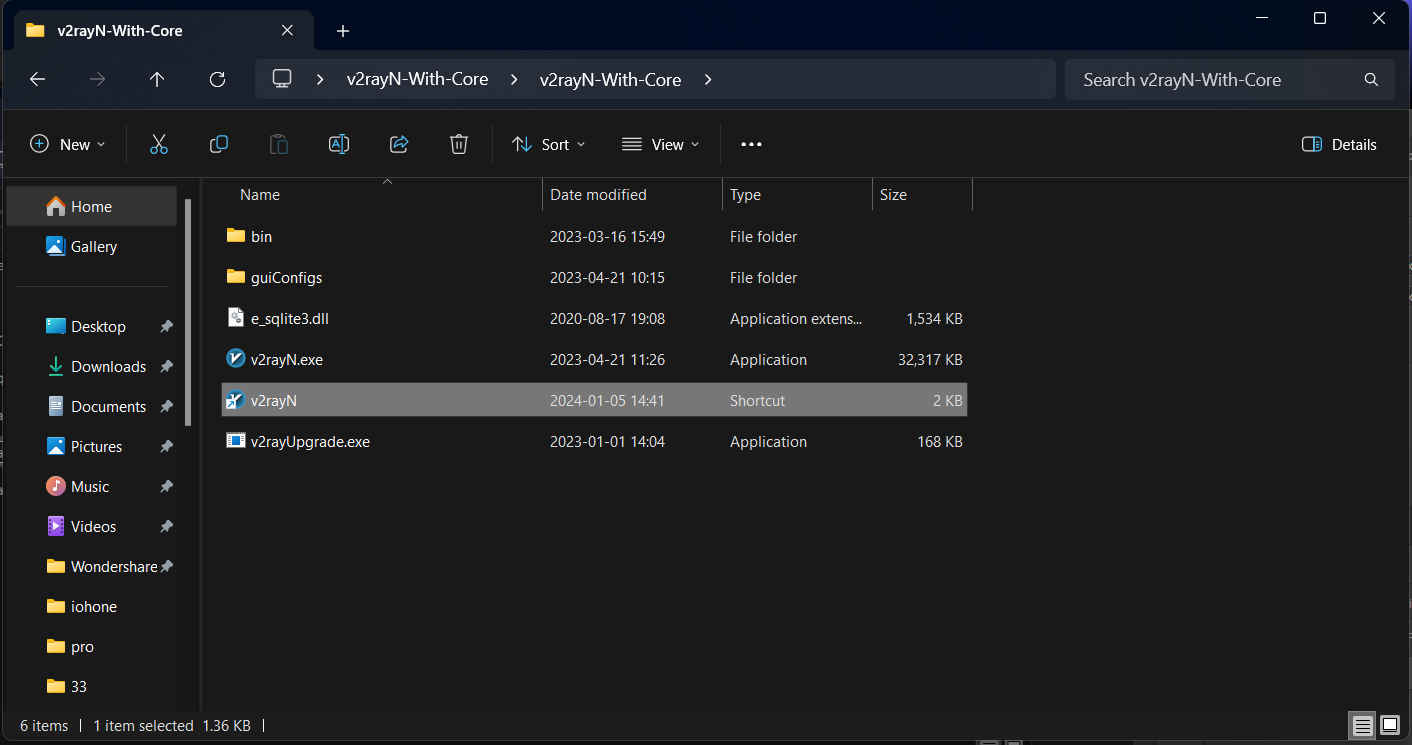 v2rayN-With-Core
v2rayN-With-Core v2rayN-With-Core Search v2rayN-With-Core
New Sort View Details
Name Date modified Type Size
Home
Gallery
Desktop
Downloads
Documents
Pictures
Music
Videos
Wondershare
iohone
pro
33
bin 2023-03-16 15:49 File folder
guiConfigs 2023-04-21 10:15 File folder
e_sqlite3.dll 2020-08-17 19:08 Application extens... 1,534 KB
v2rayN.exe 2023-04-21 11:26 Application 32,317 KB
v2rayN 2024-01-05 14:41 Shortcut 2 KB
v2rayUpgrade.exe 2023-01-01 14:04 Application 168 KB
6 items 1 item selected 1.36 KB